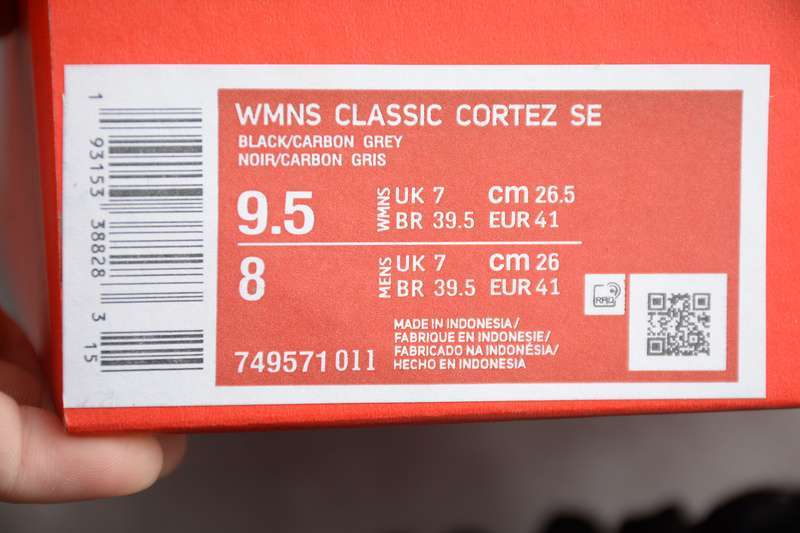 WMNS CLASSIC CORTEZ SE
BLACK/CARBON GREY
NOIR/CARBON GRIS
9.5 WMNS UK 7 cm 26.5
BR 39.5 EUR 41
8 MENS UK 7 cm 26
BR 39.5 EUR 41
MADE IN INDONESIA/
FABRIQUE EN INDONESIE/
FABRICADO NA INDONÉSIA/
HECHO EN INDONESIA
749571 011
1 93153 38828 3 15